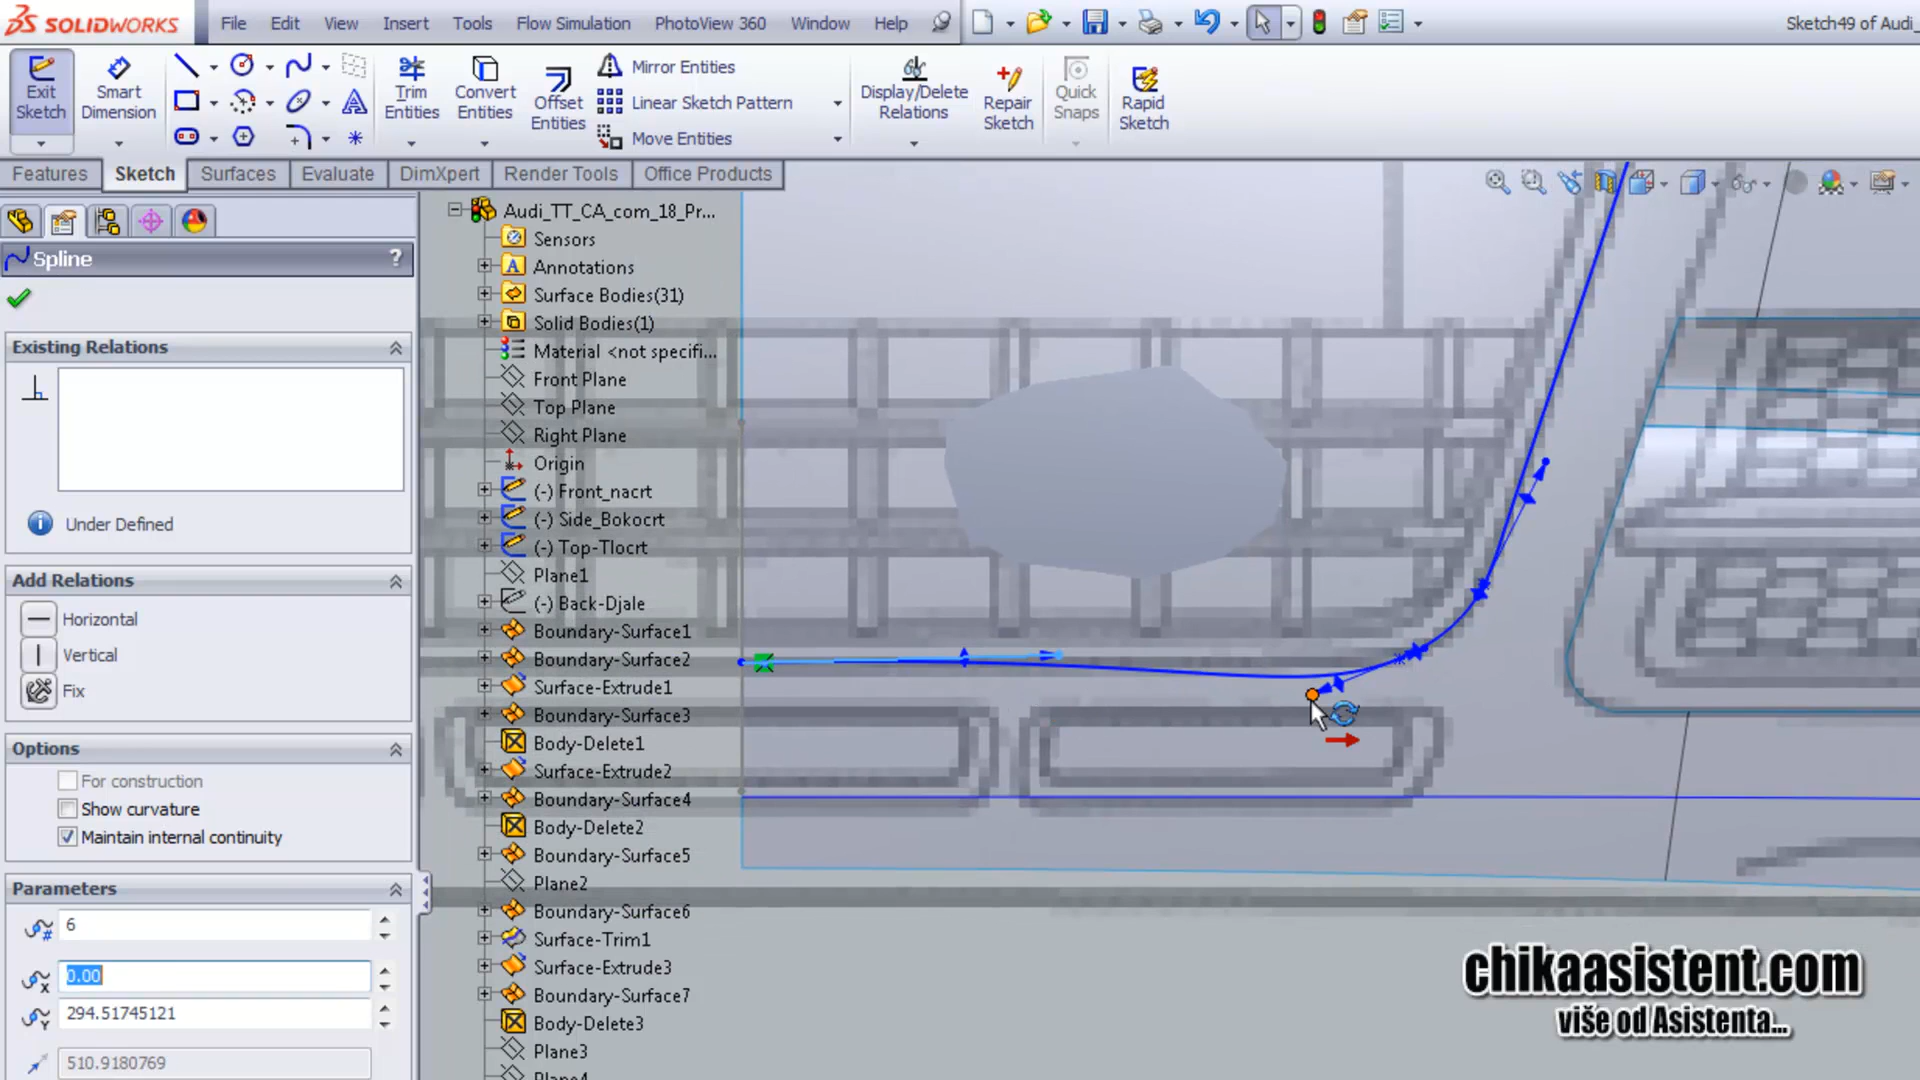 SOLIDWORKS
File Edit View Insert Tools Flow Simulation PhotoView 360 Window Help
Sketch49 of Audi_
Exit Sketch
Smart Dimension
Trim Entities
Convert Entities
Offset Entities
Mirror Entities
Linear Sketch Pattern
Move Entities
Display/Delete Relations
Repair Sketch
Quick Snaps
Rapid Sketch
Features Sketch Surfaces Evaluate DimXpert Render Tools Office Products
Spline ?
Existing Relations
Under Defined
Add Relations
Horizontal
Vertical
Fix
Options
For construction
Show curvature
Maintain internal continuity
Parameters
6
0.00
294.51745121
510.9180769
Audi_TT_CA_com_18_Pr...
Sensors
Annotations
Surface Bodies(31)
Solid Bodies(1)
Material <not specifi...
Front Plane
Top Plane
Right Plane
Origin
(-) Front_nacrt
(-) Side_Bokocrt
(-) Top-Tlocrt
Plane1
(-) Back-Djale
Boundary-Surface1
Boundary-Surface2
Surface-Extrude1
Boundary-Surface3
Body-Delete1
Surface-Extrude2
Boundary-Surface4
Body-Delete2
Boundary-Surface5
Plane2
Boundary-Surface6
Surface-Trim1
Surface-Extrude3
Boundary-Surface7
Body-Delete3
Plane3
Plane4
chikaasistent.com
više od Asistenta...